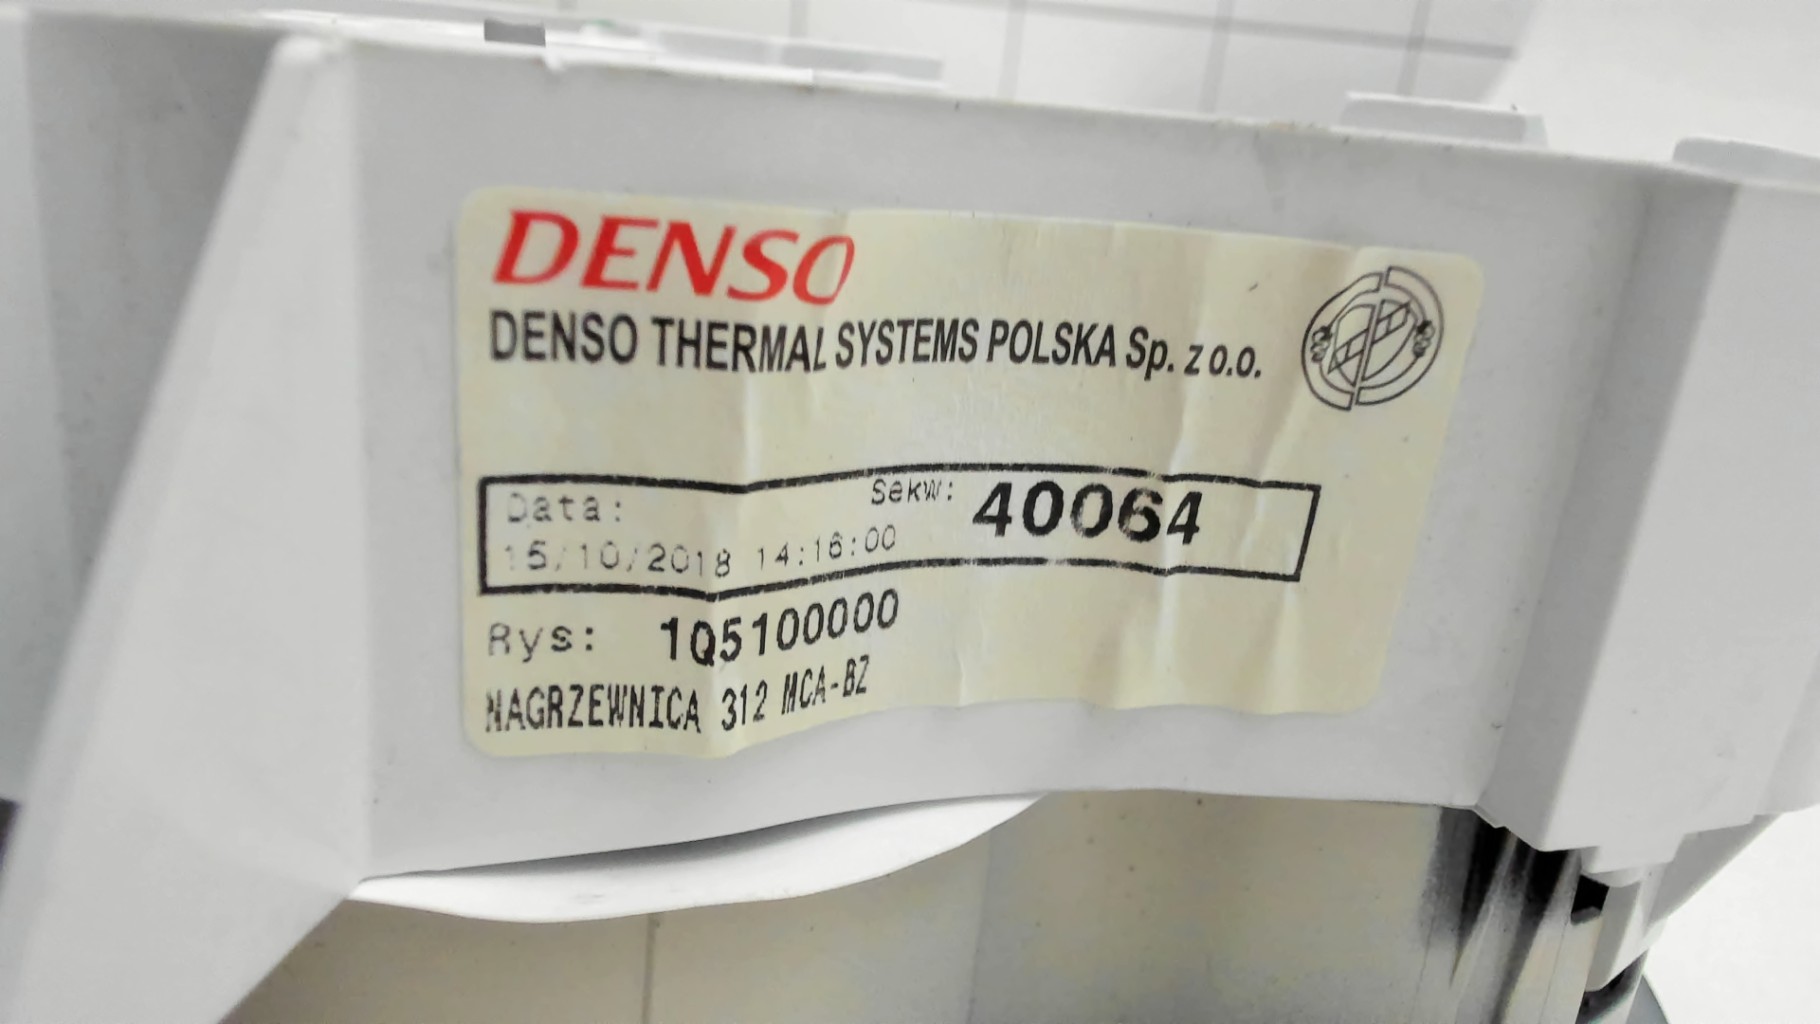 DENSO
DENSO THERMAL SYSTEMS POLSKA Sp. z o.o.
Data: Sekw: 40064
15/10/2018 14:16:00
Rys: 1Q5100000
NAGRZEWNICA 312 MCA-BZ